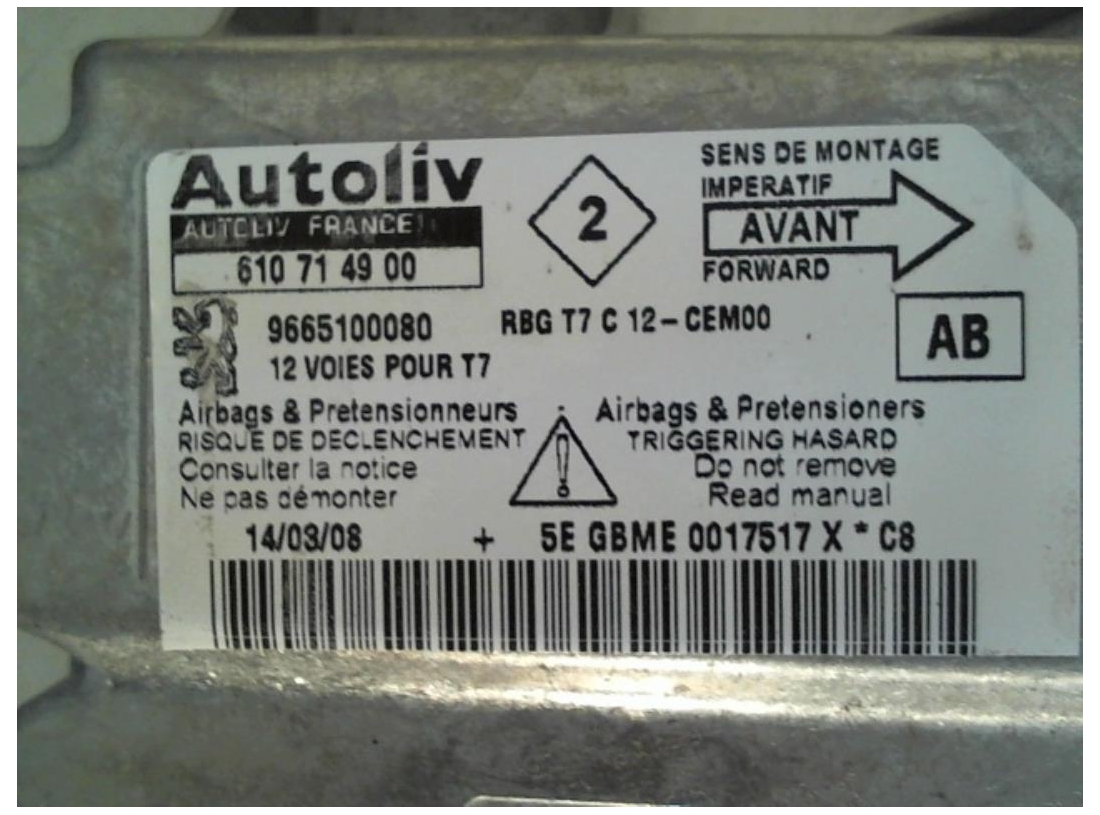 Autoliv
AUTOLIV FRANCE
610 71 49 00
2
SENS DE MONTAGE
IMPERATIF
AVANT
FORWARD
9665100080
RBG T7 C 12-CEM00
12 VOIES POUR T7
AB
Airbags & Pretensionneurs
RISQUE DE DECLENCHEMENT
Consulter la notice
Ne pas démonter
!
Airbags & Pretensioners
TRIGGERING HASARD
Do not remove
Read manual
14/03/08 + 5E GBME 0017517 X * C8